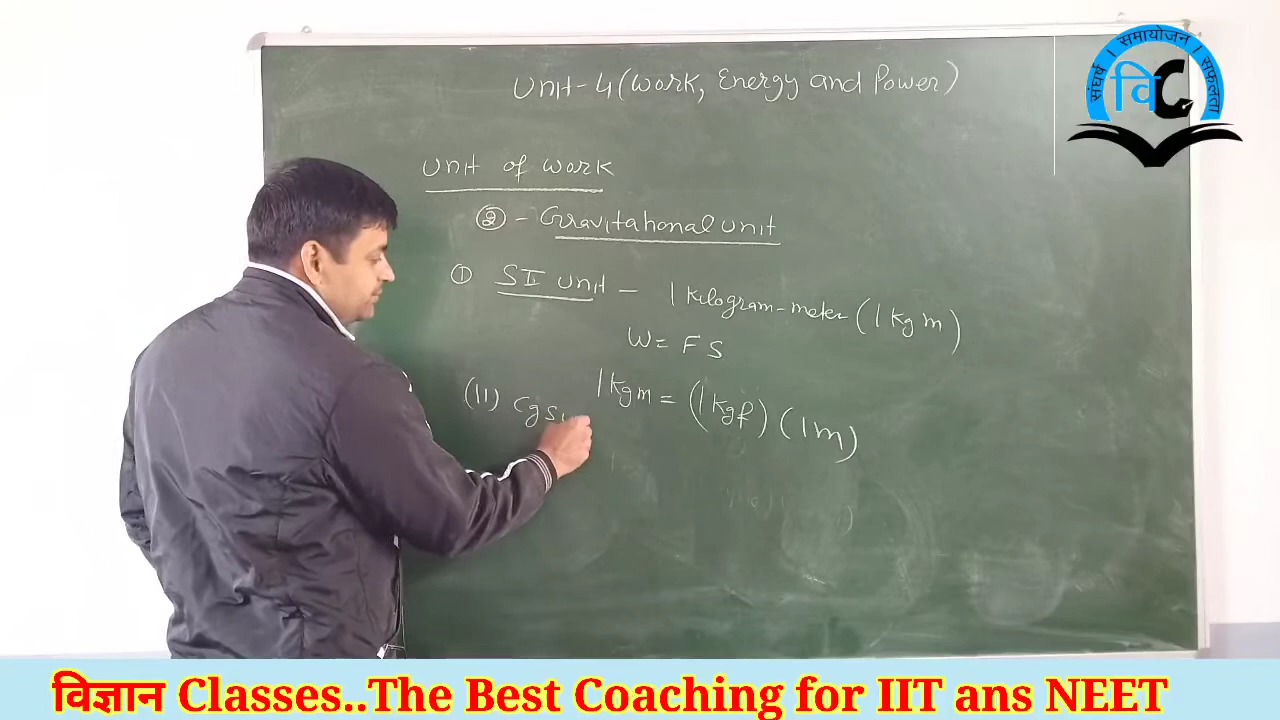 Unit-4 (Work, Energy and Power)
संघर्ष । समायोजन । सफलता
वि C
Unit of work
② - Gravitational unit
① SI unit - 1 kilogram-meter (1 kg m)
W = F S
1 kgm = (1 kgf) (1m)
(11) cgs
विज्ञान Classes..The Best Coaching for IIT ans NEET